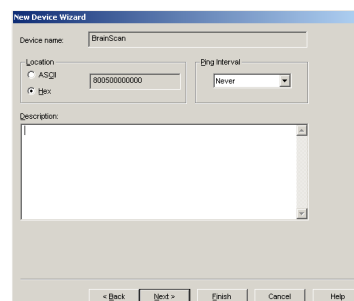 New Device Wizard
Device name: BrainScan
Location
ASCII
800500000000
Hex
Ping Interval
Never
Description:
< Back Next > Finish Cancel Help